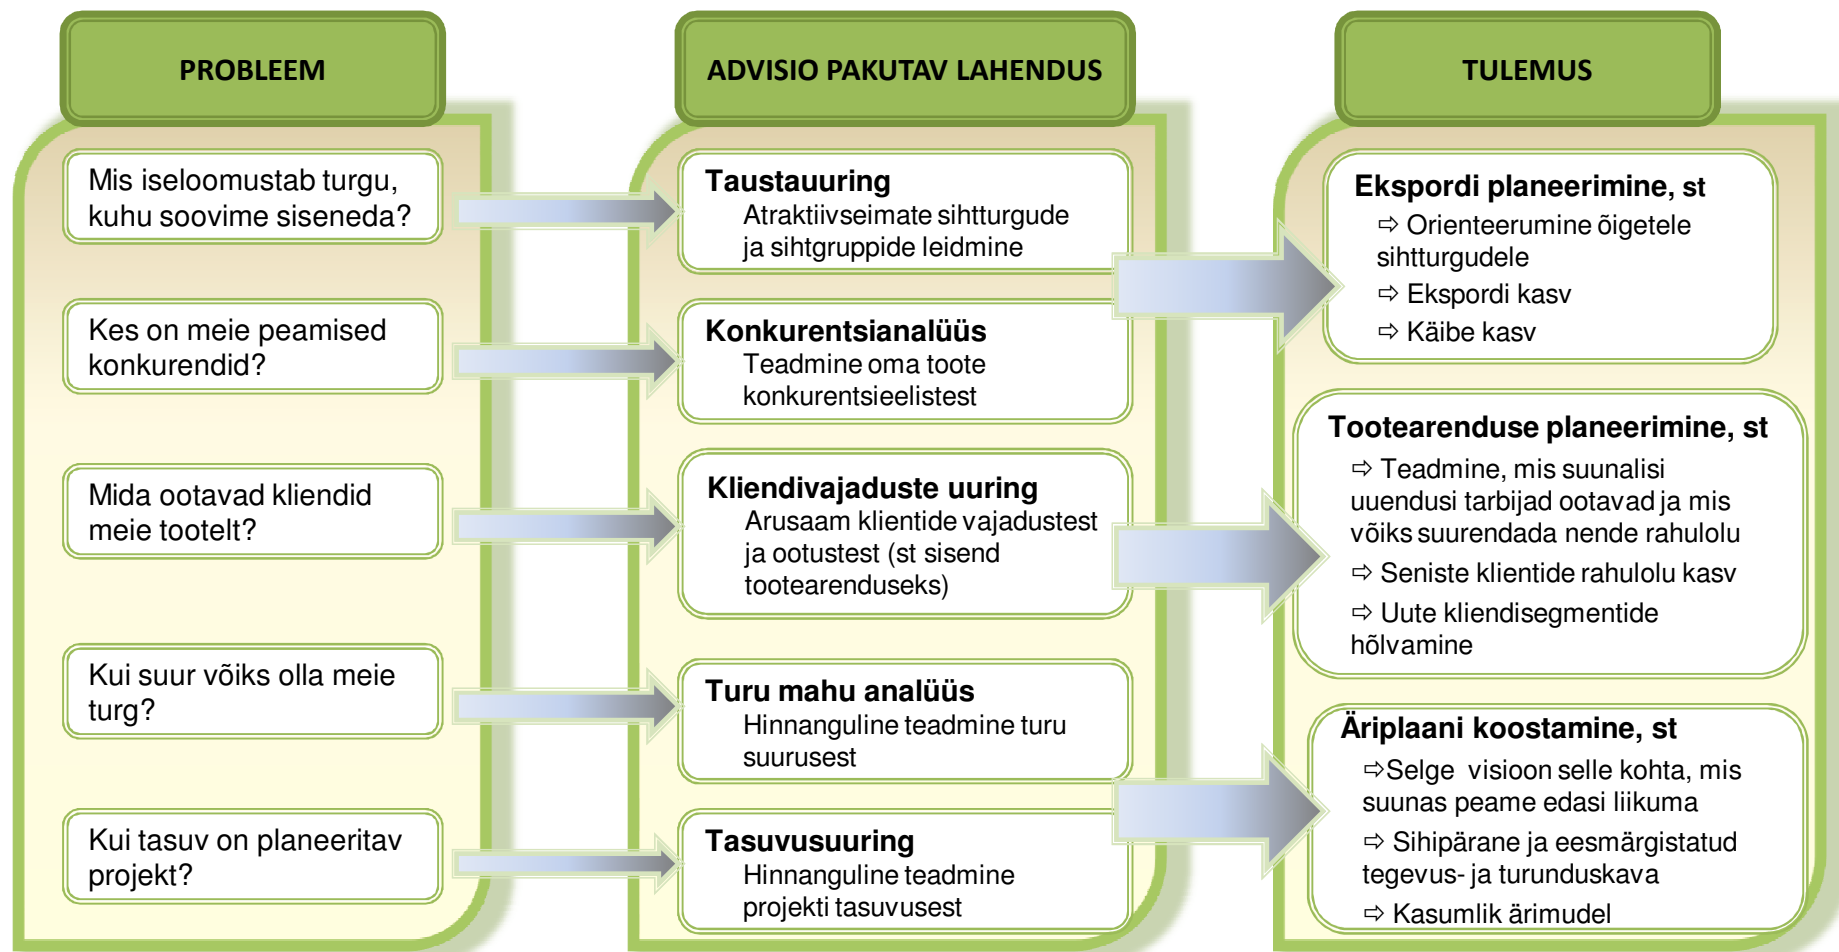 PROBLEEM
Mis iseloomustab turgu,
kuhu soovime siseneda?
Kes on meie peamised
konkurendid?
Mida ootavad kliendid
meie tootelt?
Kui suur võiks olla meie
turg?
Kui tasuv on planeeritav
projekt?
ADVISIO PAKUTAV LAHENDUS
Taustauuring
Atraktiivseimate sihtturgude
ja sihtgruppide leidmine
Konkurentsianalüüs
Teadmine oma toote
konkurentsieelistest
Kliendivajaduste uuring
Arusaam klientide vajadustest
ja ootustest (st sisend
tootearenduseks)
Turu mahu analüüs
Hinnanguline teadmine turu
suurusest
Tasuvusuuring
Hinnanguline teadmine
projekti tasuvusest
TULEMUS
Ekspordi planeerimine, st
⇨ Orienteerumine õigetele
sihtturgudele
⇨ Ekspordi kasv
⇨ Käibe kasv
Tootearenduse planeerimine, st
⇨ Teadmine, mis suunalisi
uuendusi tarbijad ootavad ja mis
võiks suurendada nende rahulolu
⇨ Seniste klientide rahulolu kasv
⇨ Uute kliendisegmentide
hõlvamine
Äriplaani koostamine, st
⇨Selge visioon selle kohta, mis
suunas peame edasi liikuma
⇨ Sihipärane ja eesmärgistatud
tegevus- ja turunduskava
⇨ Kasumlik ärimudel